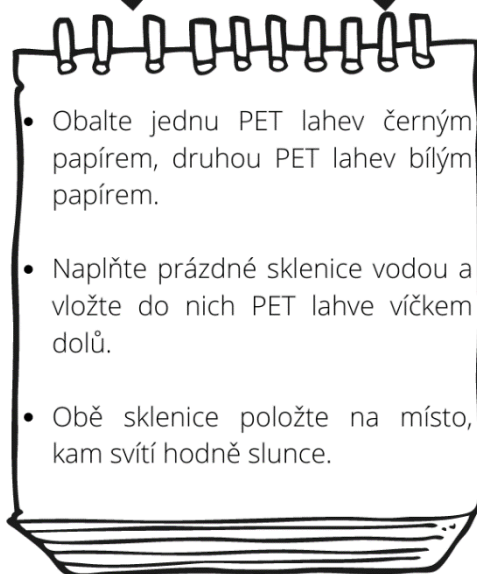 • Obalte jednu PET lahev černým
papírem, druhou PET lahev bílým
papírem.
• Naplňte prázdné sklenice vodou a
vložte do nich PET lahve víčkem
dolů.
• Obě sklenice položte na místo,
kam svítí hodně slunce.